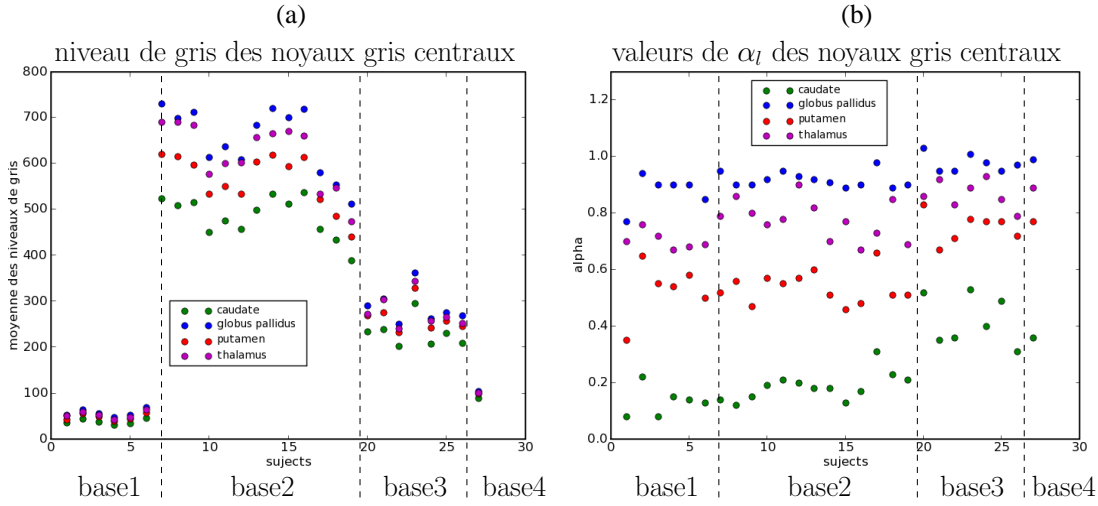 (a)
niveau de gris des noyaux gris centraux
800
700
600
500
400
300
200
100
0
moyenne des niveaux de gris
caudate
globus pallidus
putamen
thalamus
0 5 10 15 20 25 30
sujects
base1 base2 base3 base4
(b)
valeurs de αl des noyaux gris centraux
1.2
1.0
0.8
0.6
0.4
0.2
0.0
alpha
caudate
globus pallidus
putamen
thalamus
0 5 10 15 20 25 30
sujects
base1 base2 base3 base4